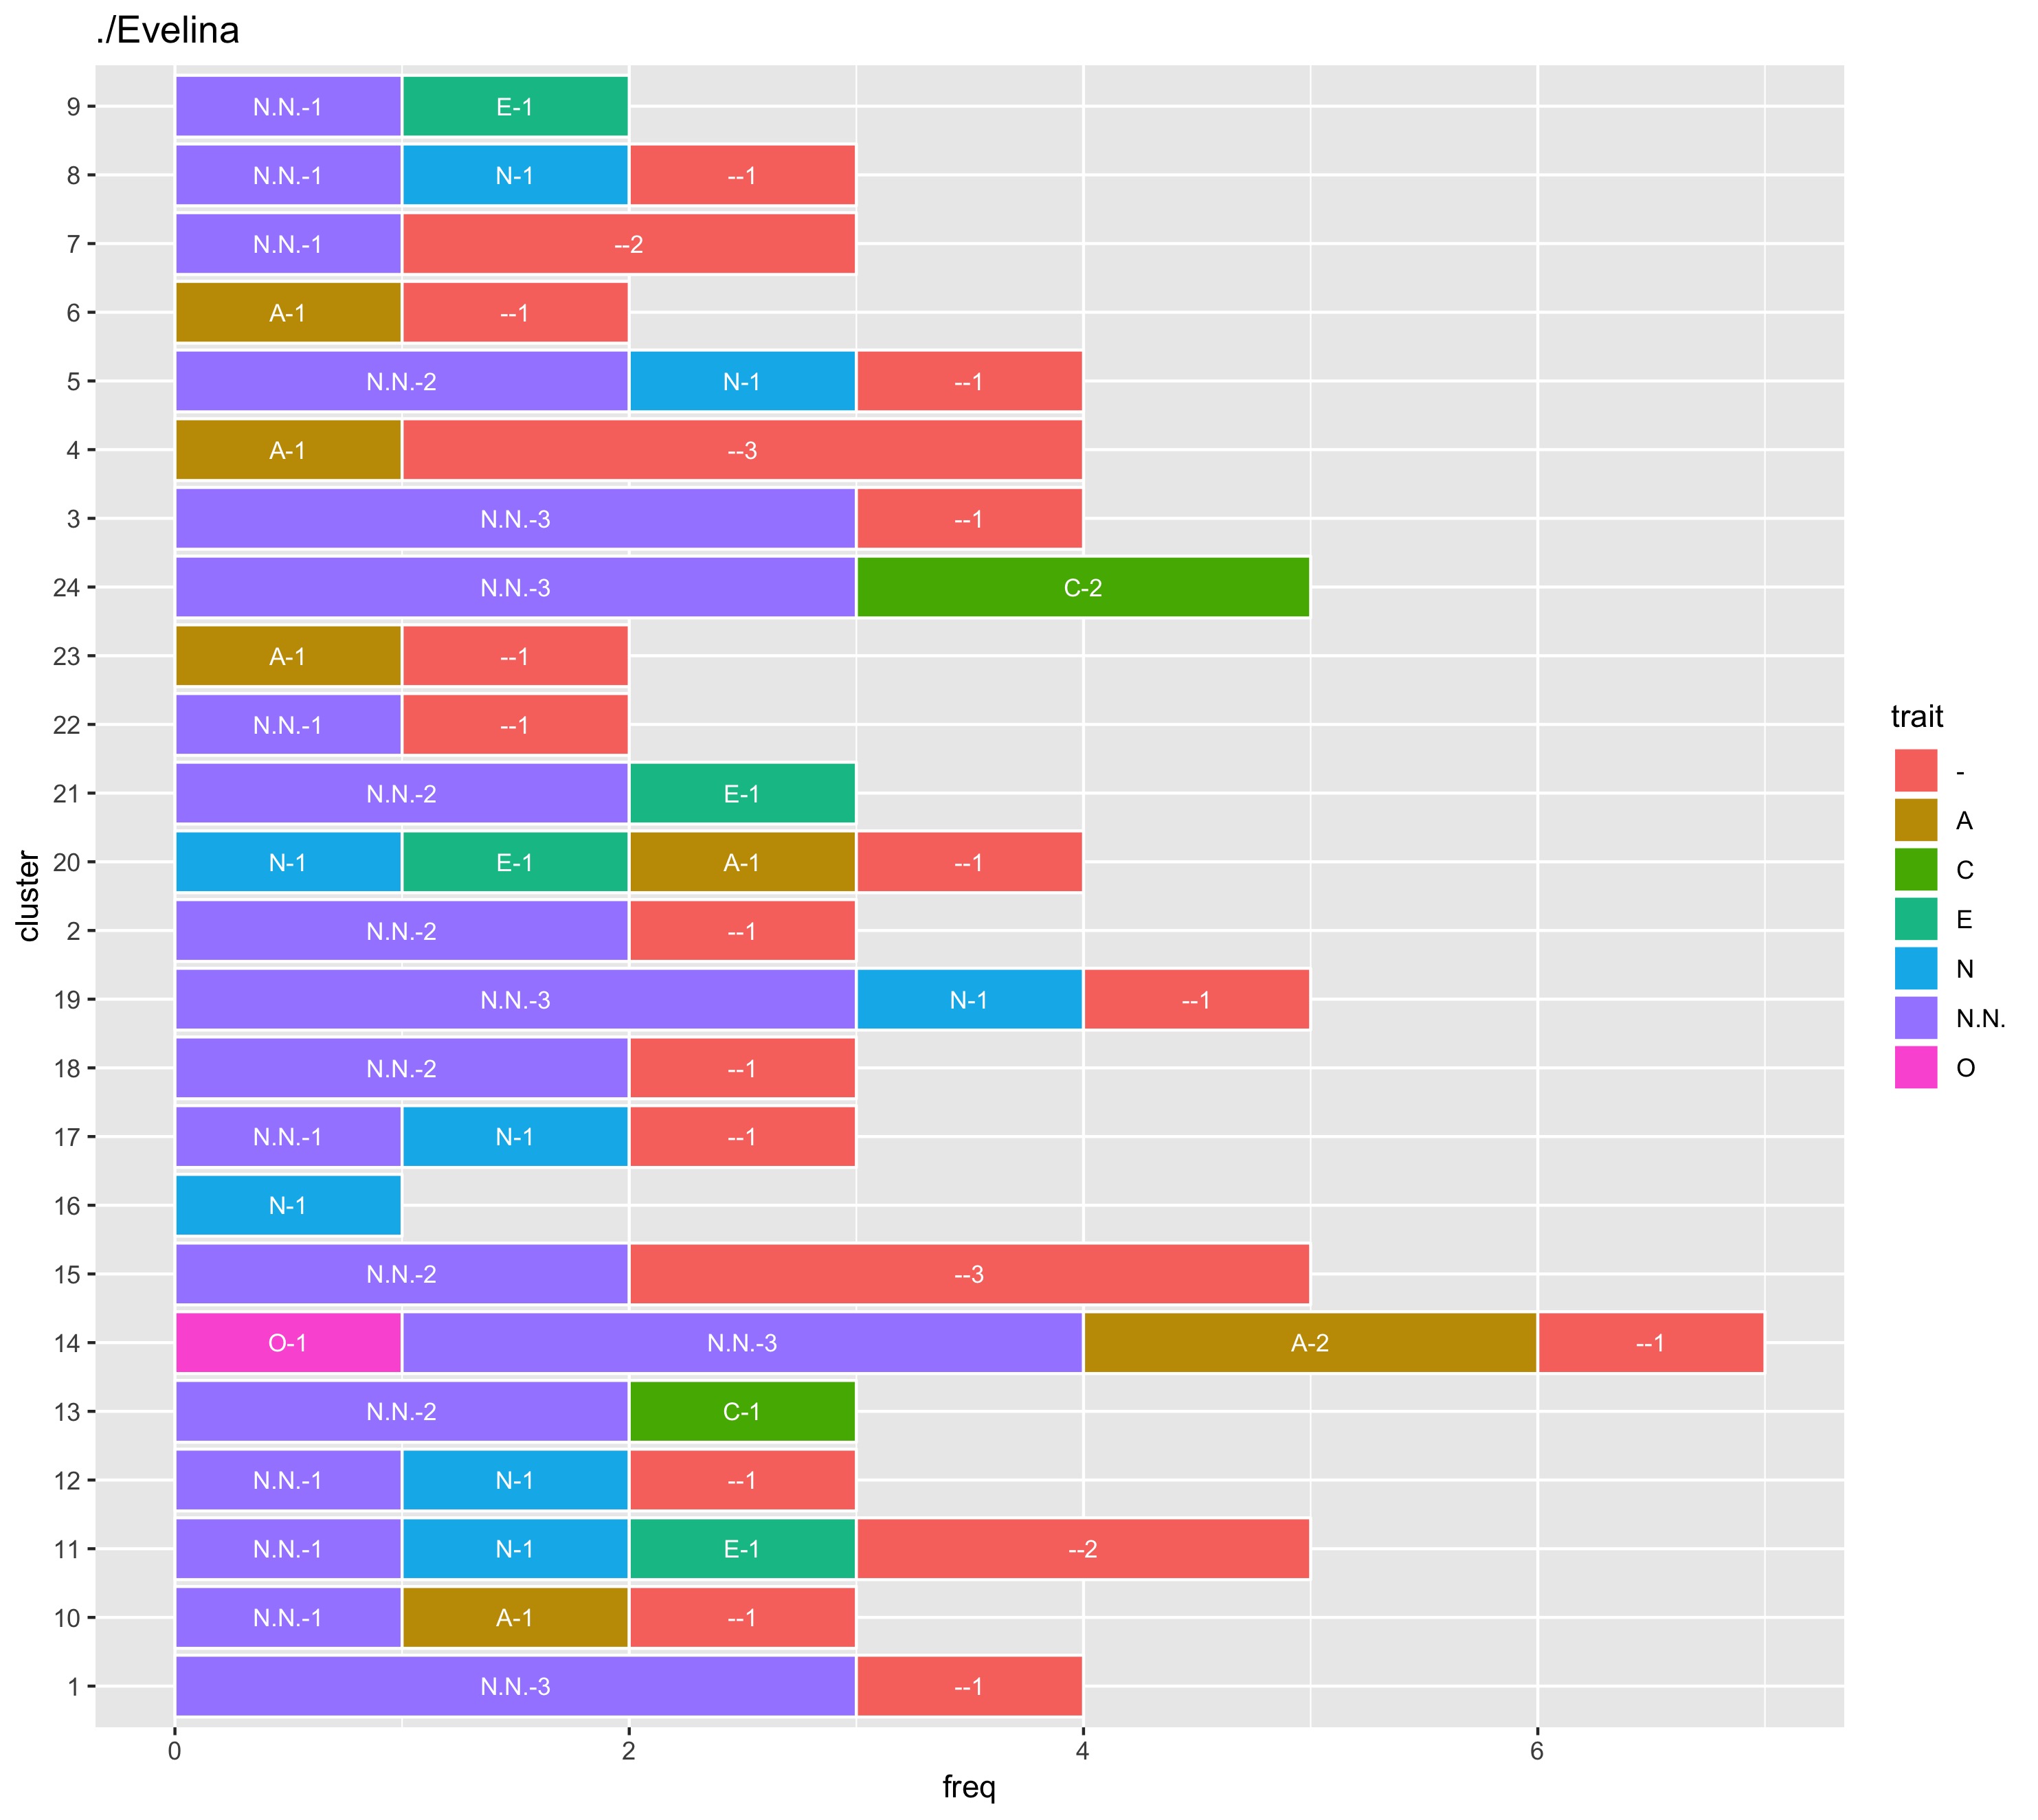 ./Evelina
9 N.N.-1 E-1
8 N.N.-1 N-1 --1
7 N.N.-1 --2
6 A-1 --1
5 N.N.-2 N-1 --1
4 A-1 --3
3 N.N.-3 --1
24 N.N.-3 C-2
23 A-1 --1
22 N.N.-1 --1
21 N.N.-2 E-1
20 N-1 E-1 A-1 --1
2 N.N.-2 --1
19 N.N.-3 N-1 --1
18 N.N.-2 --1
17 N.N.-1 N-1 --1
16 N-1
15 N.N.-2 --3
14 O-1 N.N.-3 A-2 --1
13 N.N.-2 C-1
12 N.N.-1 N-1 --1
11 N.N.-1 N-1 E-1 --2
10 N.N.-1 A-1 --1
1 N.N.-3 --1
0 2 4 6
freq
cluster
trait
-
A
C
E
N
N.N.
O